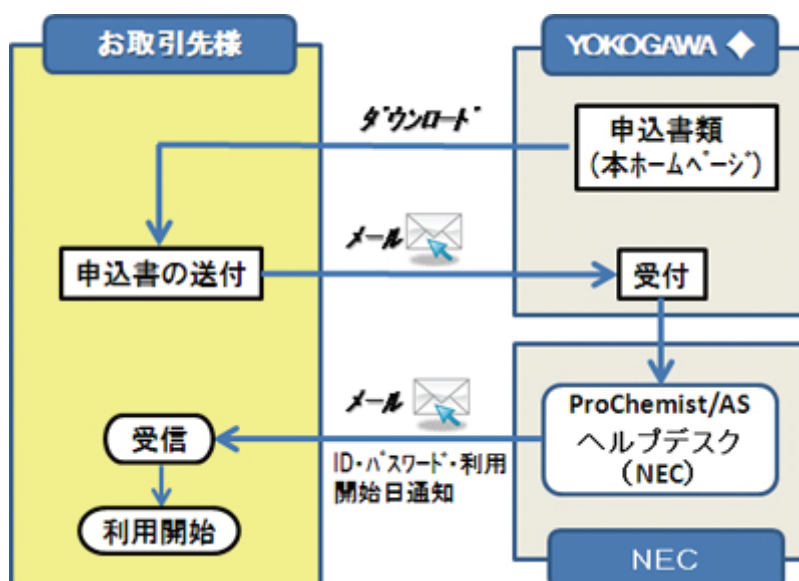 お取引先様
YOKOGAWA
ﾀﾞｳﾝﾛｰﾄﾞ
申込書類
(本ﾎｰﾑﾍﾟｰｼﾞ)
ﾒｰﾙ
申込書の送付
受付
ﾒｰﾙ
ProChemist/AS
ヘルプデスク
(NEC)
受信
ID・ﾊﾟｽﾜｰﾄﾞ・利用
開始日通知
利用開始
NEC